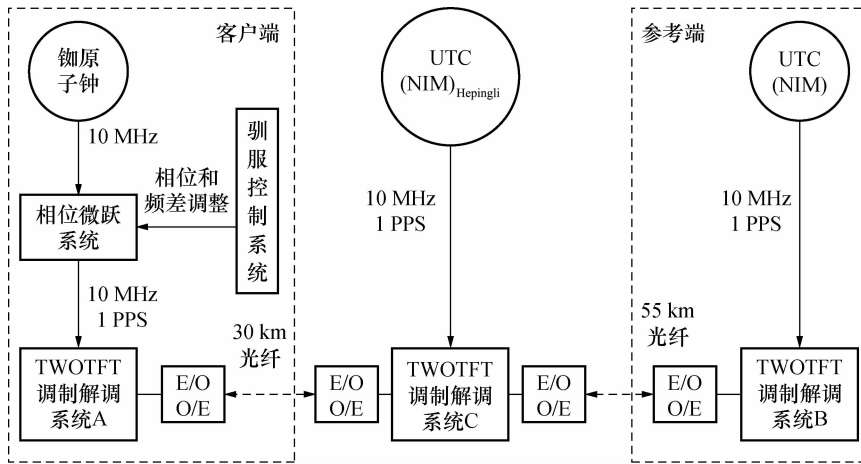 客户端
铷原
子钟
10 MHz
驯服控制系统
相位和
频差调整
相位微跃
系统
10 MHz
1 PPS
TWOTFT
调制解调
系统A
E/O
O/E
30 km
光纤
UTC
(NIM)Hepingli
10 MHz
1 PPS
E/O
O/E
TWOTFT
调制解调
系统C
E/O
O/E
参考端
UTC
(NIM)
10 MHz
1 PPS
55 km
光纤
E/O
O/E
TWOTFT
调制解调
系统B